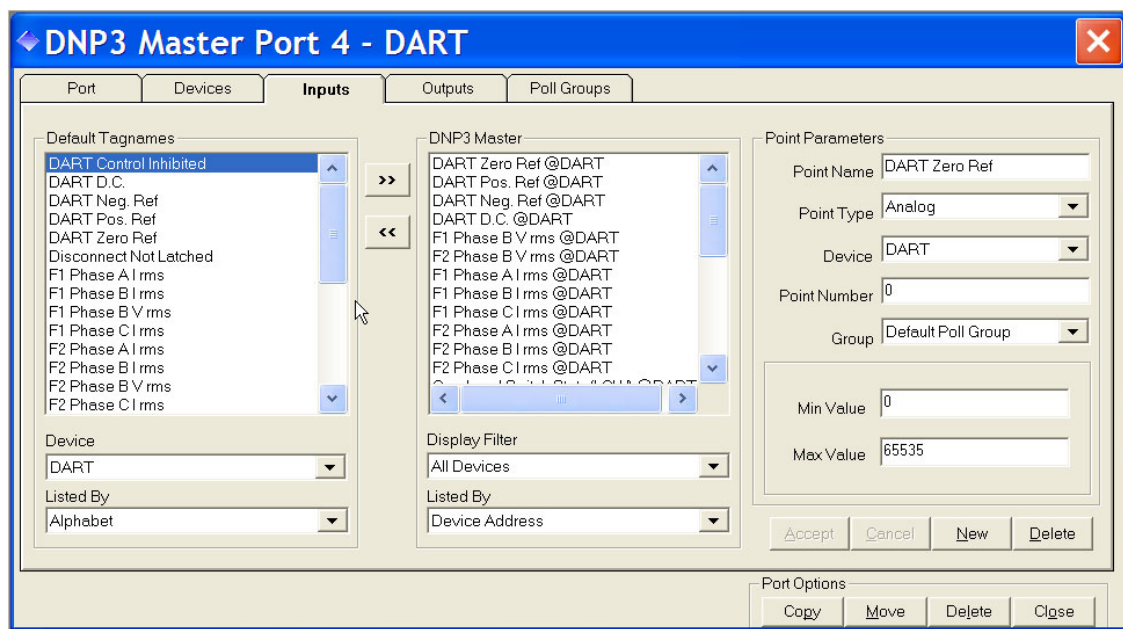 DNP3 Master Port 4 - DART
Port
Devices
Inputs
Outputs
Poll Groups
Default Tagnames
DART Control Inhibited
DART D.C.
DART Neg. Ref
DART Pos. Ref
DART Zero Ref
Disconnect Not Latched
F1 Phase A I rms
F1 Phase B I rms
F1 Phase B V rms
F1 Phase C I rms
F2 Phase A I rms
F2 Phase B I rms
F2 Phase B V rms
F2 Phase C I rms
Device
DART
Listed By
Alphabet
>>
<<
DNP3 Master
DART Zero Ref @DART
DART Pos. Ref @DART
DART Neg. Ref @DART
DART D.C. @DART
F1 Phase B V rms @DART
F2 Phase B V rms @DART
F1 Phase A I rms @DART
F1 Phase B I rms @DART
F1 Phase C I rms @DART
F2 Phase A I rms @DART
F2 Phase B I rms @DART
F2 Phase C I rms @DART
Display Filter
All Devices
Listed By
Device Address
Point Parameters
Point Name DART Zero Ref
Point Type Analog
Device DART
Point Number 0
Group Default Poll Group
Min Value 0
Max Value 65535
Accept
Cancel
New
Delete
Port Options
Copy
Move
Delete
Close